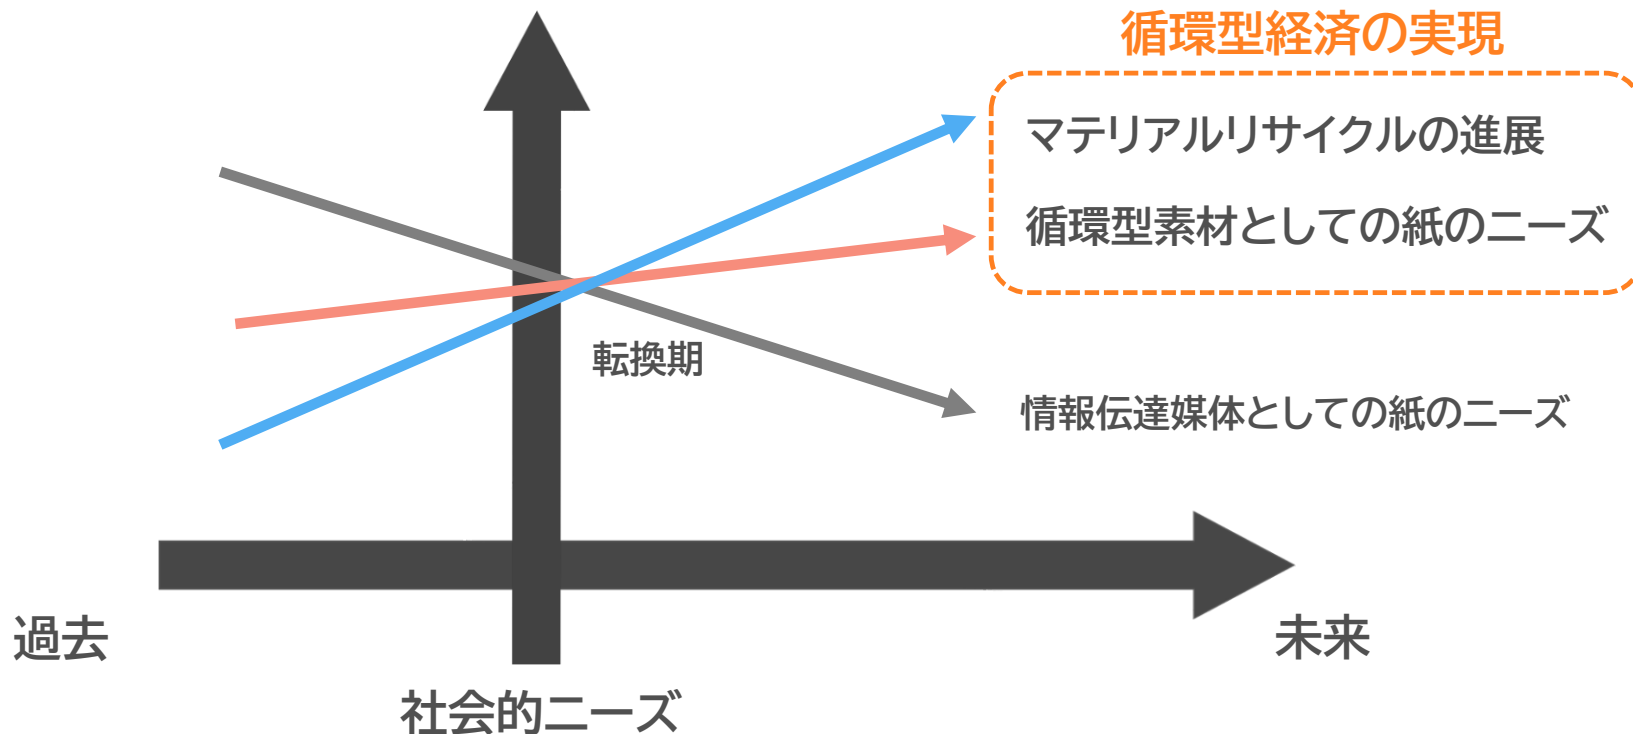 循環型経済の実現
マテリアルリサイクルの進展
循環型素材としての紙のニーズ
転換期
情報伝達媒体としての紙のニーズ
過去
未来
社会的ニーズ